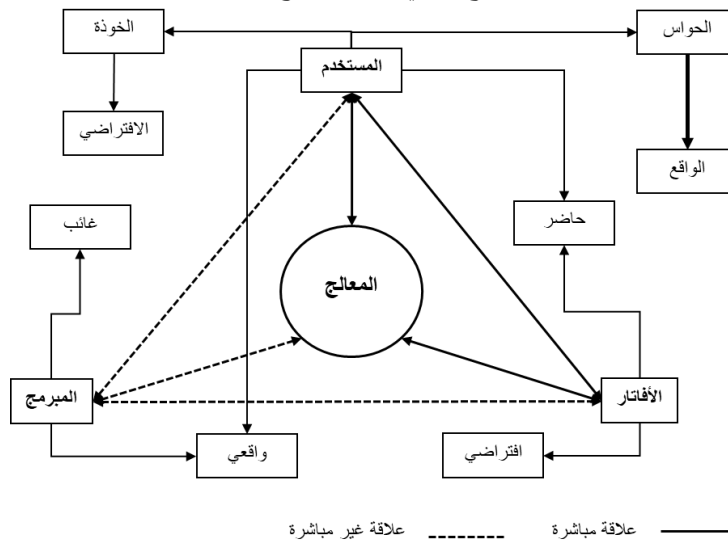 الحواس
الخوذة
المستخدم
الافتراضي
الواقع
حاضر
غائب
المعالج
الأفاتار
المبرمج
افتراضي
واقعي
علاقة مباشرة
علاقة غير مباشرة